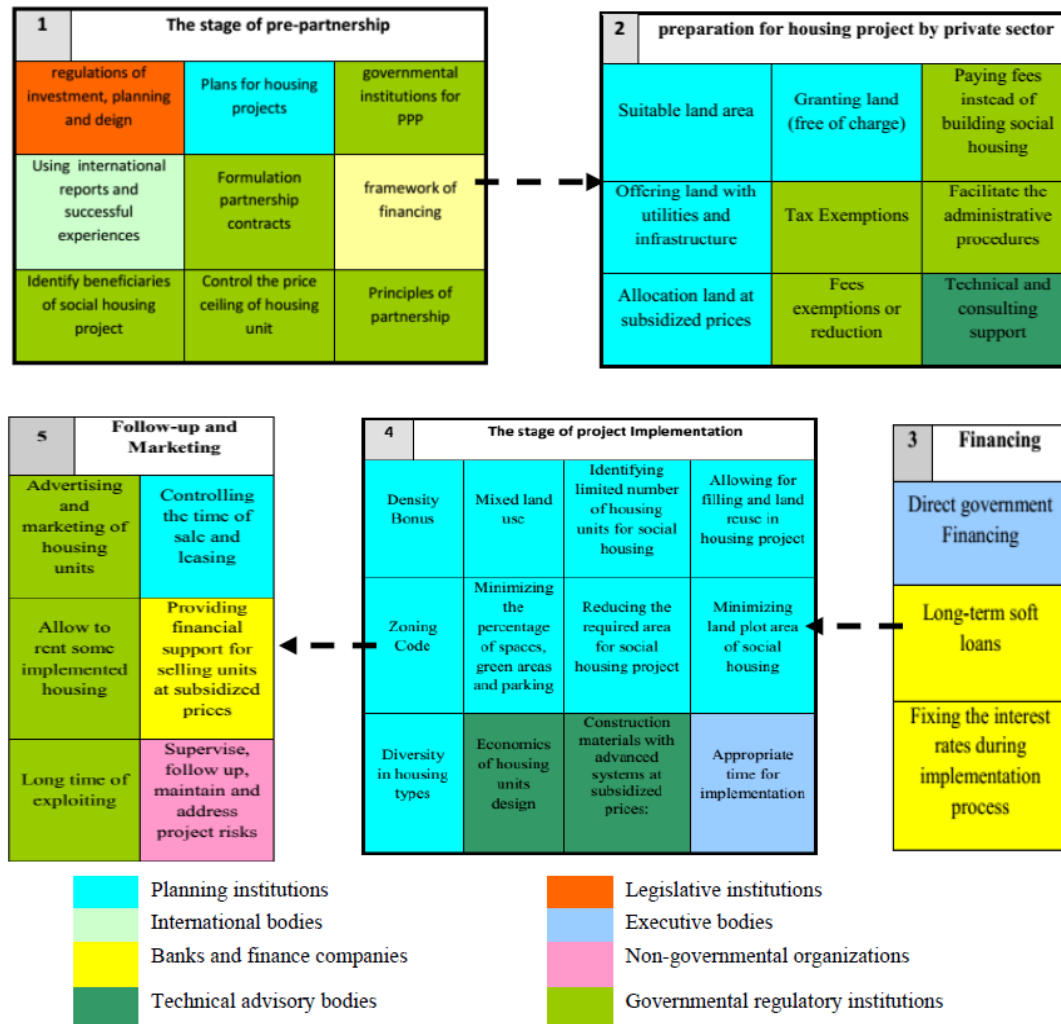 1
The stage of pre-partnership
regulations of
investment, planning
and deign
Plans for housing
projects
governmental
institutions for
PPP
Using international
reports and
successful
experiences
Formulation
partnership
contracts
framework of
financing
Identify beneficiaries
of social housing
project
Control the price
ceiling of housing
unit
Principles of
partnership
2
preparation for housing project by private sector
Suitable land area
Granting land
(free of charge)
Paying fees
instead of
building social
housing
Offering land with
utilities and
infrastructure
Tax Exemptions
Facilitate the
administrative
procedures
Allocation land at
subsidized prices
Fees
exemptions or
reduction
Technical and
consulting
support
3
Financing
Direct government
Financing
Long-term soft
loans
Fixing the interest
rates during
implementation
process
4
The stage of project Implementation
Density
Bonus
Mixed land
use
Identifying
limited number
of housing
units for social
housing
Allowing for
filling and land
reuse in
housing project
Zoning
Code
Minimizing
the
percentage
of spaces,
green areas
and parking
Reducing the
required area
for social
housing project
Minimizing
land plot area
of social
housing
Diversity
in housing
types
Economics
of housing
units
design
Construction
materials with
advanced
systems at
subsidized
prices:
Appropriate
time for
implementation
5
Follow-up and
Marketing
Advertising
and
marketing of
housing
units
Controlling
the time of
sale and
leasing
Allow to
rent some
implemented
housing
Providing
financial
support for
selling units
at subsidized
prices
Long time of
exploiting
Supervise,
follow up,
maintain and
address
project risks
Planning institutions
International bodies
Banks and finance companies
Technical advisory bodies
Legislative institutions
Executive bodies
Non-governmental organizations
Governmental regulatory institutions